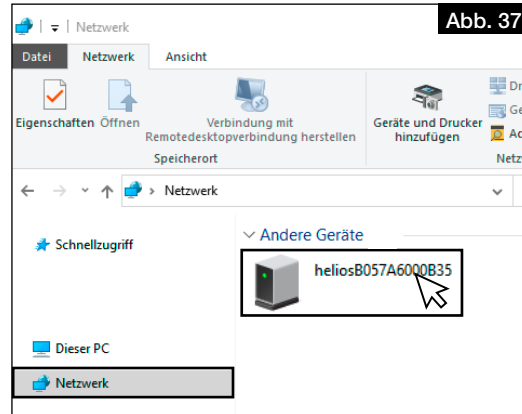 Abb. 37
Netzwerk
Datei Netzwerk Ansicht
Eigenschaften Öffnen
Verbindung mit
Remotedesktopverbindung herstellen
Geräte und Drucker
hinzufügen
Speicherort
Netzwerk
Schnellzugriff
Dieser PC
Netzwerk
Andere Geräte
heliosB057A6000B35